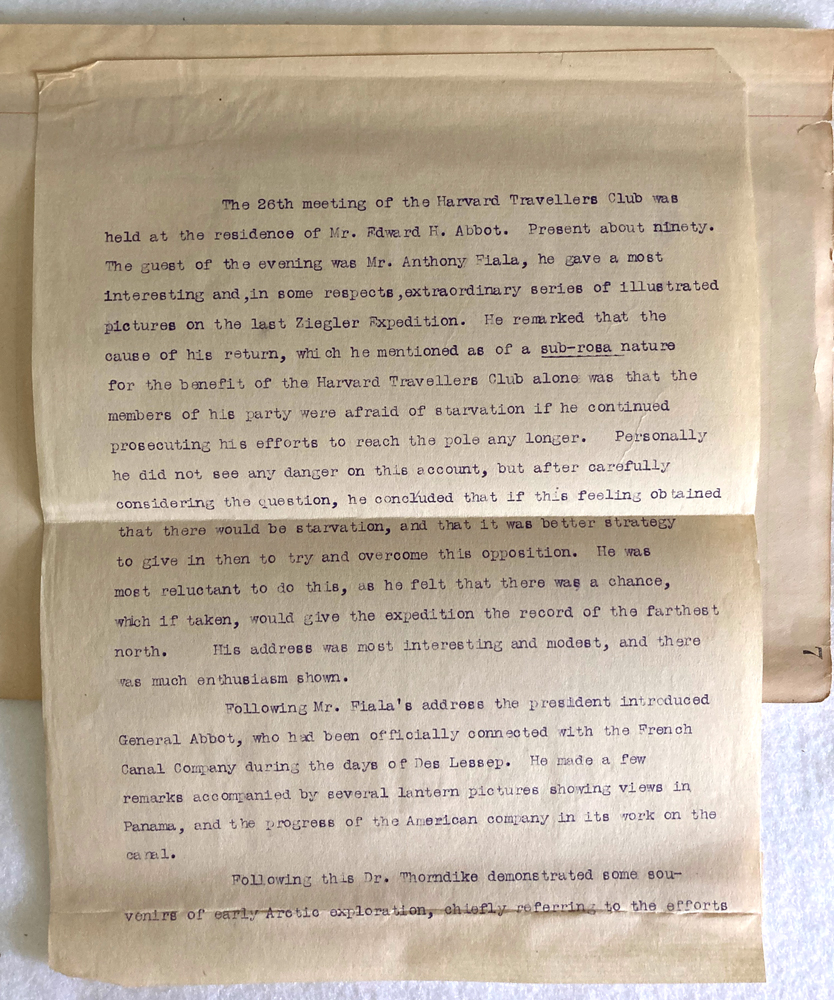 The 26th meeting of the Harvard Travellers Club was
held at the residence of Mr. Edward H. Abbot. Present about ninety.
The guest of the evening was Mr. Anthony Fiala, he gave a most
interesting and,in some respects,extraordinary series of illustrated
pictures on the last Ziegler Expedition. He remarked that the
cause of his return, which he mentioned as of a sub-rosa nature
for the benefit of the Harvard Travellers Club alone was that the
members of his party were afraid of starvation if he continued
prosecuting his efforts to reach the pole any longer. Personally
he did not see any danger on this account, but after carefully
considering the question, he concluded that if this feeling obtained
that there would be starvation, and that it was better strategy
to give in then to try and overcome this opposition. He was
most reluctant to do this, as he felt that there was a chance,
which if taken, would give the expedition the record of the farthest
north. His address was most interesting and modest, and there
was much enthusiasm shown.
Following Mr. Fiala's address the president introduced
General Abbot, who had been officially connected with the French
Canal Company during the days of Des Lessep. He made a few
remarks accompanied by several lantern pictures showing views in
Panama, and the progress of the American company in its work on the
canal.
Following this Dr. Thorndike demonstrated some sou-
venirs of early Arctic exploration, chiefly referring to the efforts
7